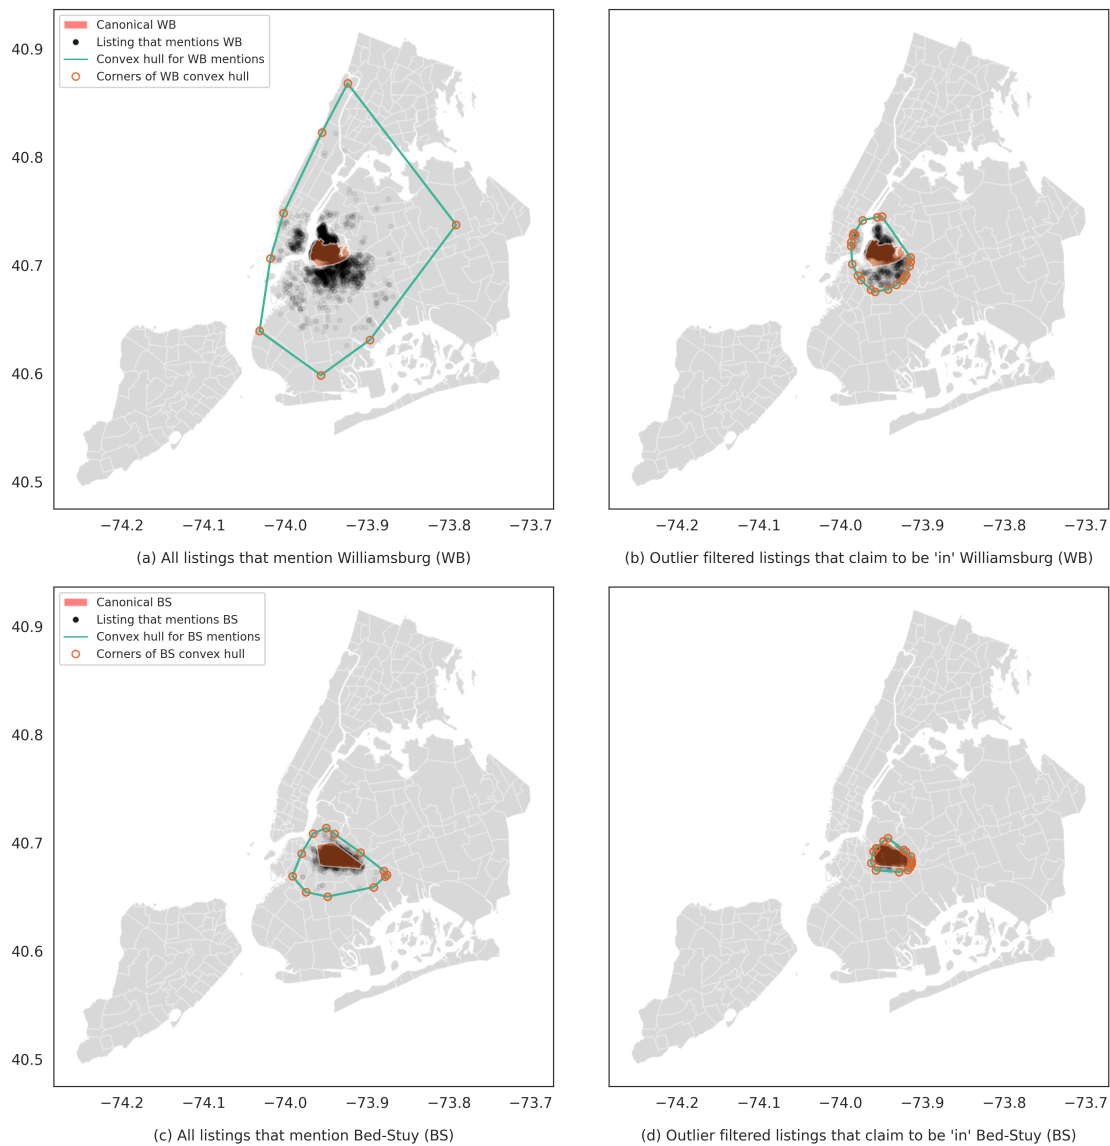 Canonical WB
Listing that mentions WB
Convex hull for WB mentions
Corners of WB convex hull
40.9
40.8
40.7
40.6
40.5
−74.2 −74.1 −74.0 −73.9 −73.8 −73.7
−74.2 −74.1 −74.0 −73.9 −73.8 −73.7
(a) All listings that mention Williamsburg (WB)
(b) Outlier filtered listings that claim to be 'in' Williamsburg (WB)
Canonical BS
Listing that mentions BS
Convex hull for BS mentions
Corners of BS convex hull
40.9
40.8
40.7
40.6
40.5
−74.2 −74.1 −74.0 −73.9 −73.8 −73.7
−74.2 −74.1 −74.0 −73.9 −73.8 −73.7
(c) All listings that mention Bed-Stuy (BS)
(d) Outlier filtered listings that claim to be 'in' Bed-Stuy (BS)